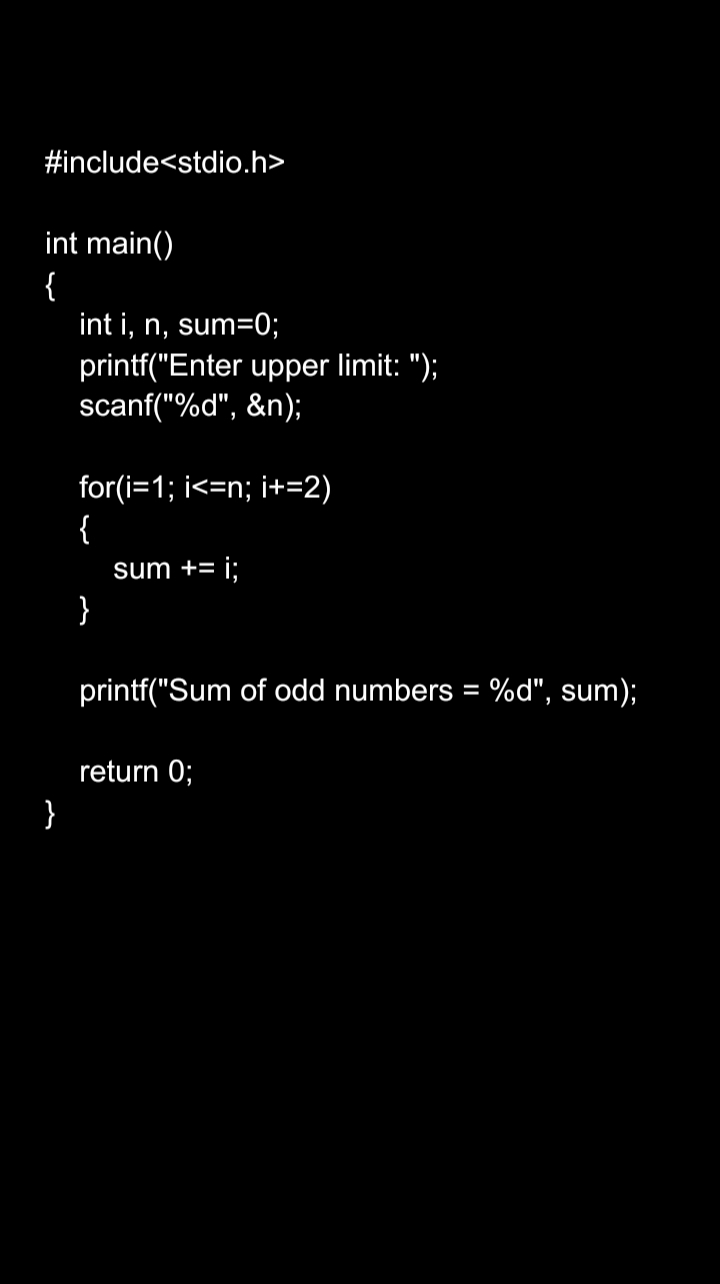 #include<stdio.h>
int main()
{
int i, n, sum=0;
printf("Enter upper limit: ");
scanf("%d", &n);
for(i=1; i<=n; i+=2)
{
sum += i;
}
printf("Sum of odd numbers = %d", sum);
return 0;
}